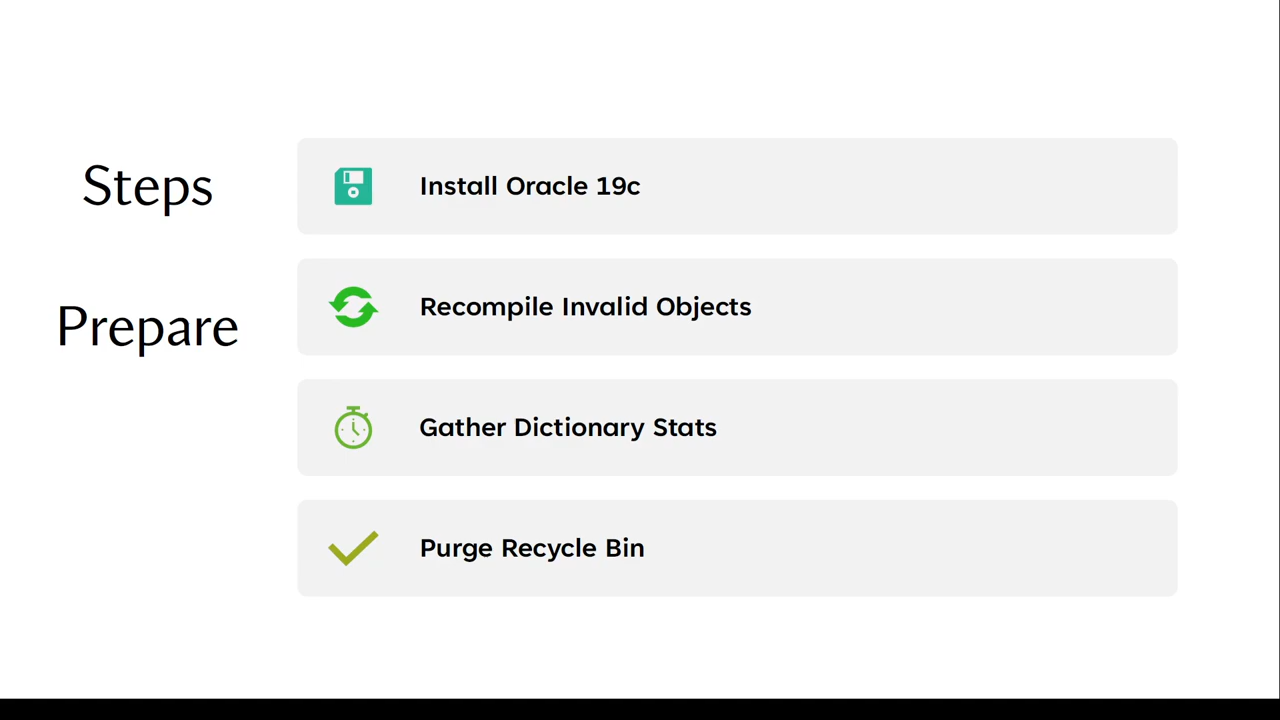 Steps
Prepare
Install Oracle 19c
Recompile Invalid Objects
Gather Dictionary Stats
Purge Recycle Bin